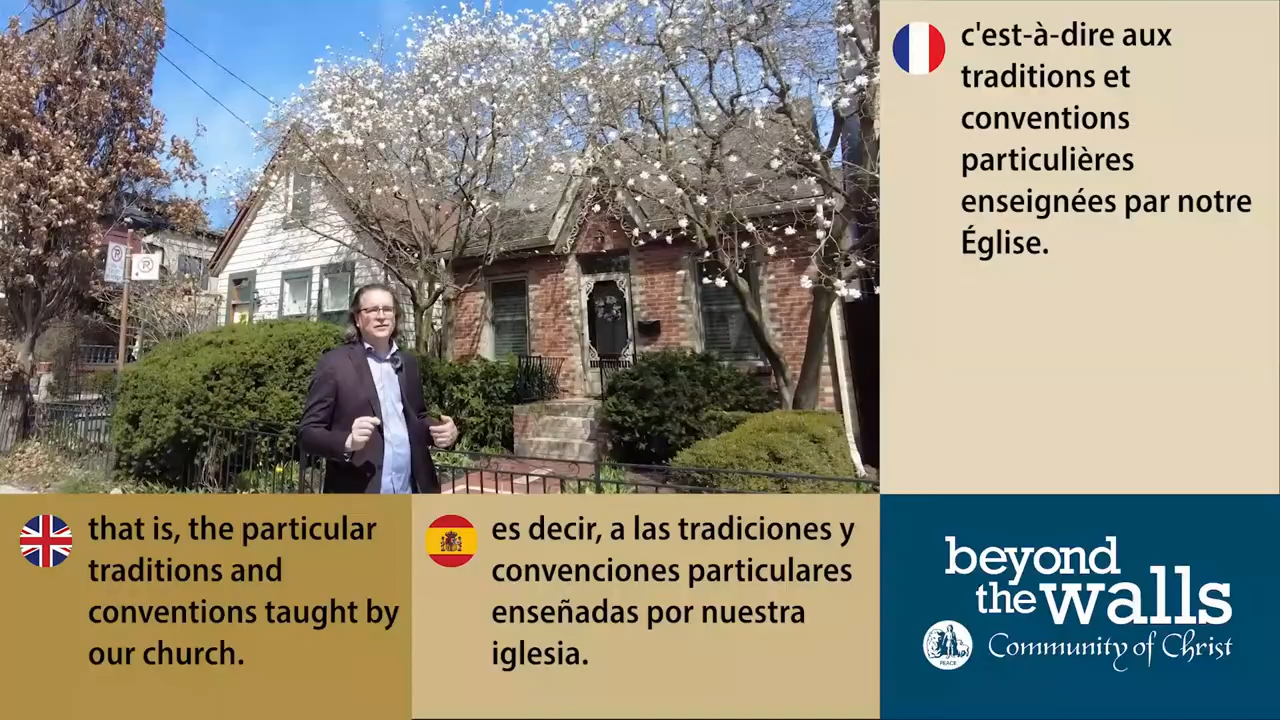 c'est-à-dire aux
traditions et
conventions
particulières
enseignées par notre
Église.
that is, the particular
traditions and
conventions taught by
our church.
es decir, a las tradiciones y
convenciones particulares
enseñadas por nuestra
iglesia.
beyond
the walls
PEACE
Community of Christ